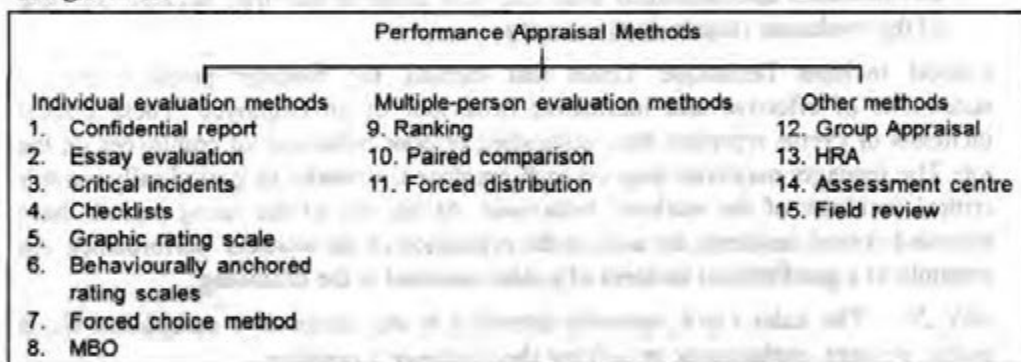 Performance Appraisal Methods
Individual evaluation methods
1. Confidential report
2. Essay evaluation
3. Critical incidents
4. Checklists
5. Graphic rating scale
6. Behaviourally anchored
rating scales
7. Forced choice method
8. MBO
Multiple-person evaluation methods
9. Ranking
10. Paired comparison
11. Forced distribution
Other methods
12. Group Appraisal
13. HRA
14. Assessment centre
15. Field review